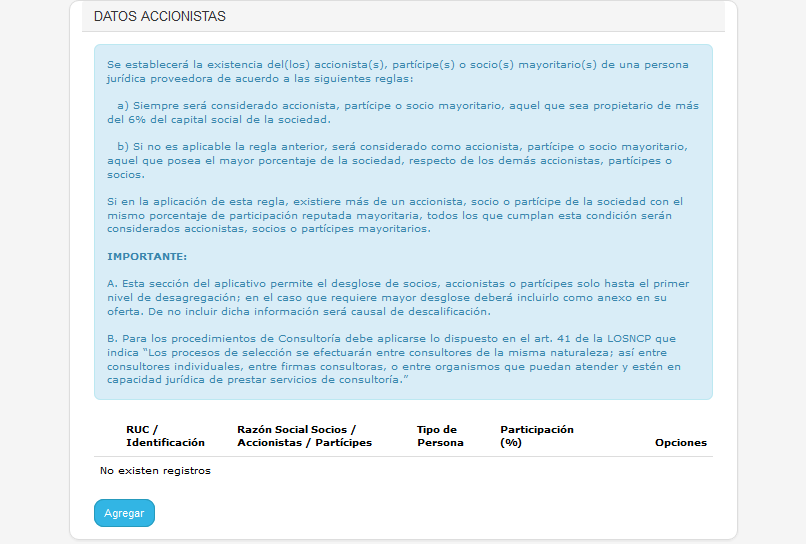 DATOS ACCIONISTAS
Se establecerá la existencia del(los) accionista(s), partícipe(s) o socio(s) mayoritario(s) de una persona
jurídica proveedora de acuerdo a las siguientes reglas:
a) Siempre será considerado accionista, partícipe o socio mayoritario, aquel que sea propietario de más
del 6% del capital social de la sociedad.
b) Si no es aplicable la regla anterior, será considerado como accionista, partícipe o socio mayoritario,
aquel que posea el mayor porcentaje de la sociedad, respecto de los demás accionistas, partícipes o
socios.
Si en la aplicación de esta regla, existiere más de un accionista, socio o partícipe de la sociedad con el
mismo porcentaje de participación reputada mayoritaria, todos los que cumplan esta condición serán
considerados accionistas, socios o partícipes mayoritarios.
IMPORTANTE:
A. Esta sección del aplicativo permite el desglose de socios, accionistas o partícipes solo hasta el primer
nivel de desagregación; en el caso que requiere mayor desglose deberá incluirlo como anexo en su
oferta. De no incluir dicha información será causal de descalificación.
B. Para los procedimientos de Consultoría debe aplicarse lo dispuesto en el art. 41 de la LOSNCP que
indica “Los procesos de selección se efectuarán entre consultores de la misma naturaleza; así entre
consultores individuales, entre firmas consultoras, o entre organismos que puedan atender y estén en
capacidad jurídica de prestar servicios de consultoría.”
RUC / Razón Social Socios / Tipo de Participación
Identificación Accionistas / Partícipes Persona (%) Opciones
No existen registros
Agregar